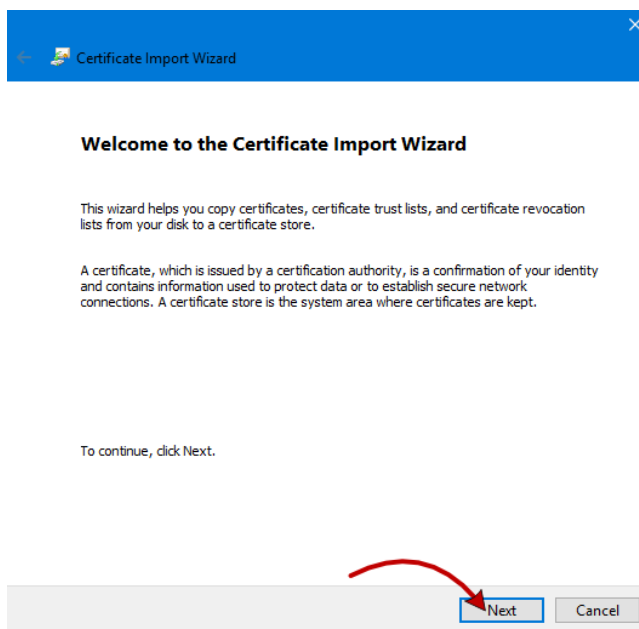 Certificate Import Wizard
Welcome to the Certificate Import Wizard
This wizard helps you copy certificates, certificate trust lists, and certificate revocation
lists from your disk to a certificate store.
A certificate, which is issued by a certification authority, is a confirmation of your identity
and contains information used to protect data or to establish secure network
connections. A certificate store is the system area where certificates are kept.
To continue, click Next.
Next Cancel